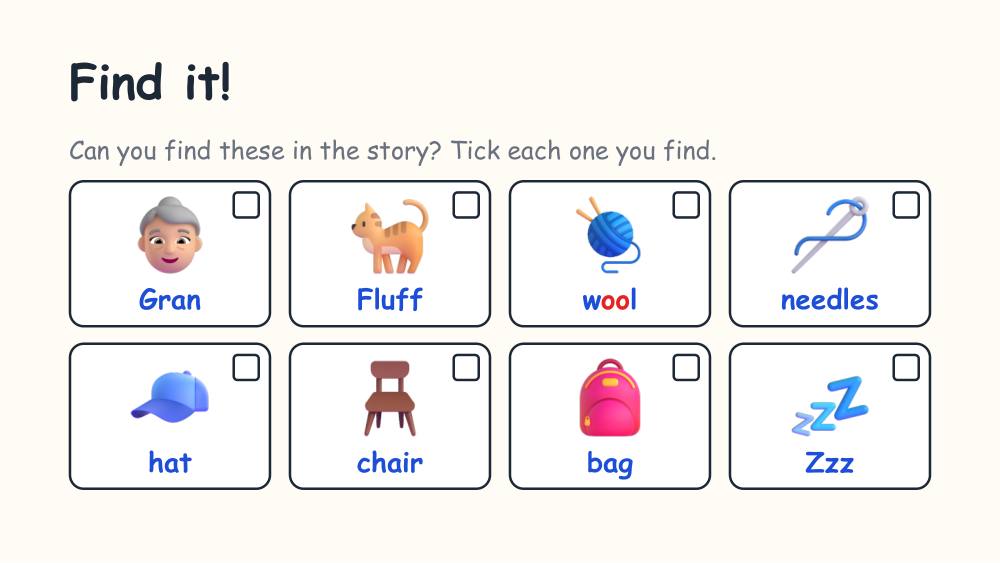 Find it!
Can you find these in the story? Tick each one you find.
Gran Fluff wool needles
hat chair bag Zzz